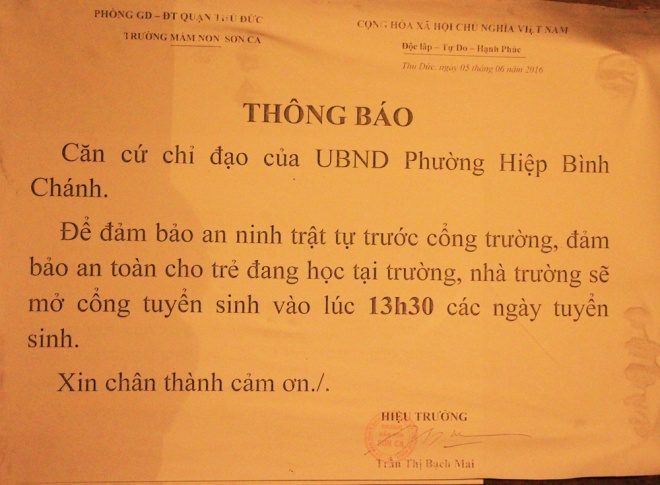 PHÒNG GD – ĐT QUẬN THỦ ĐỨC
TRƯỜNG MẦM NON SƠN CA
CỘNG HÒA XÃ HỘI CHỦ NGHĨA VIỆT NAM
Độc lập – Tự Do – Hạnh Phúc
Thủ Đức, ngày 05 tháng 06 năm 2016
THÔNG BÁO
Căn cứ chỉ đạo của UBND Phường Hiệp Bình
Chánh.
Để đảm bảo an ninh trật tự trước cổng trường, đảm
bảo an toàn cho trẻ đang học tại trường, nhà trường sẽ
mở cổng tuyển sinh vào lúc 13h30 các ngày tuyển
sinh.
Xin chân thành cảm ơn./.
HIỆU TRƯỞNG
SƠN CA
Trần Thị Bạch Mai